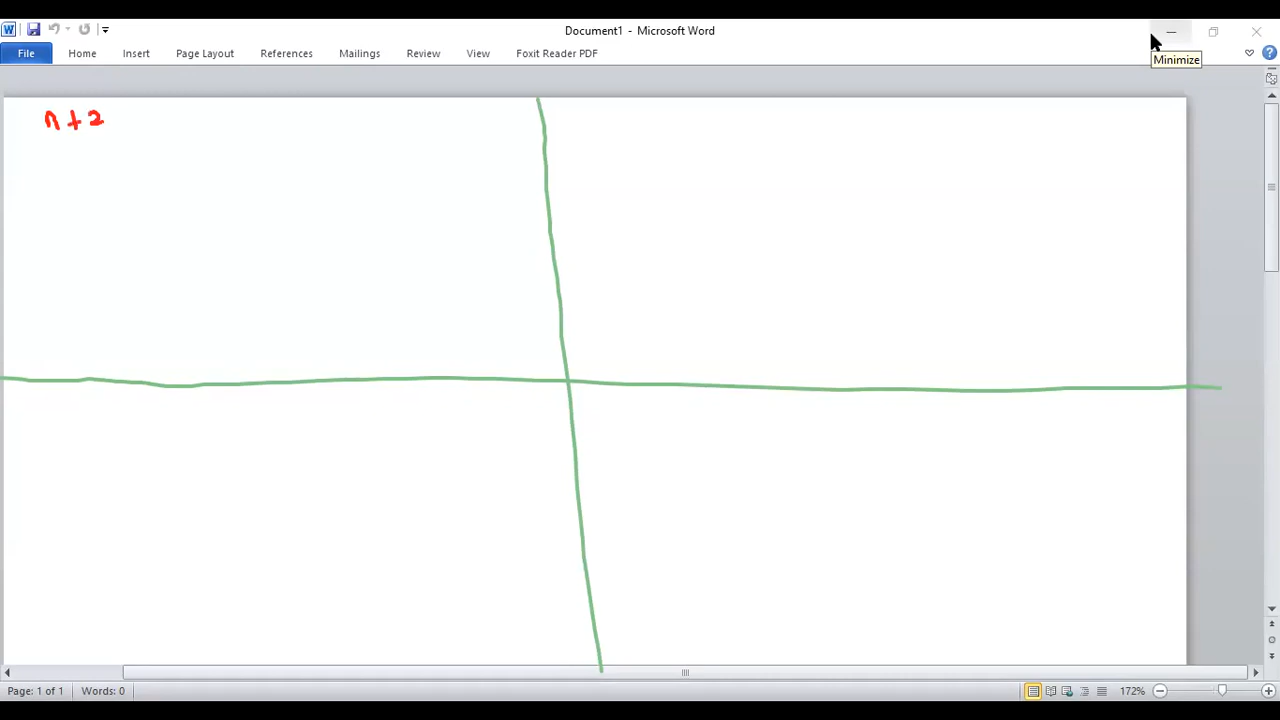 Document1 - Microsoft Word
Minimize
File Home Insert Page Layout References Mailings Review View Foxit Reader PDF
n+2
Page: 1 of 1 Words: 0 172%